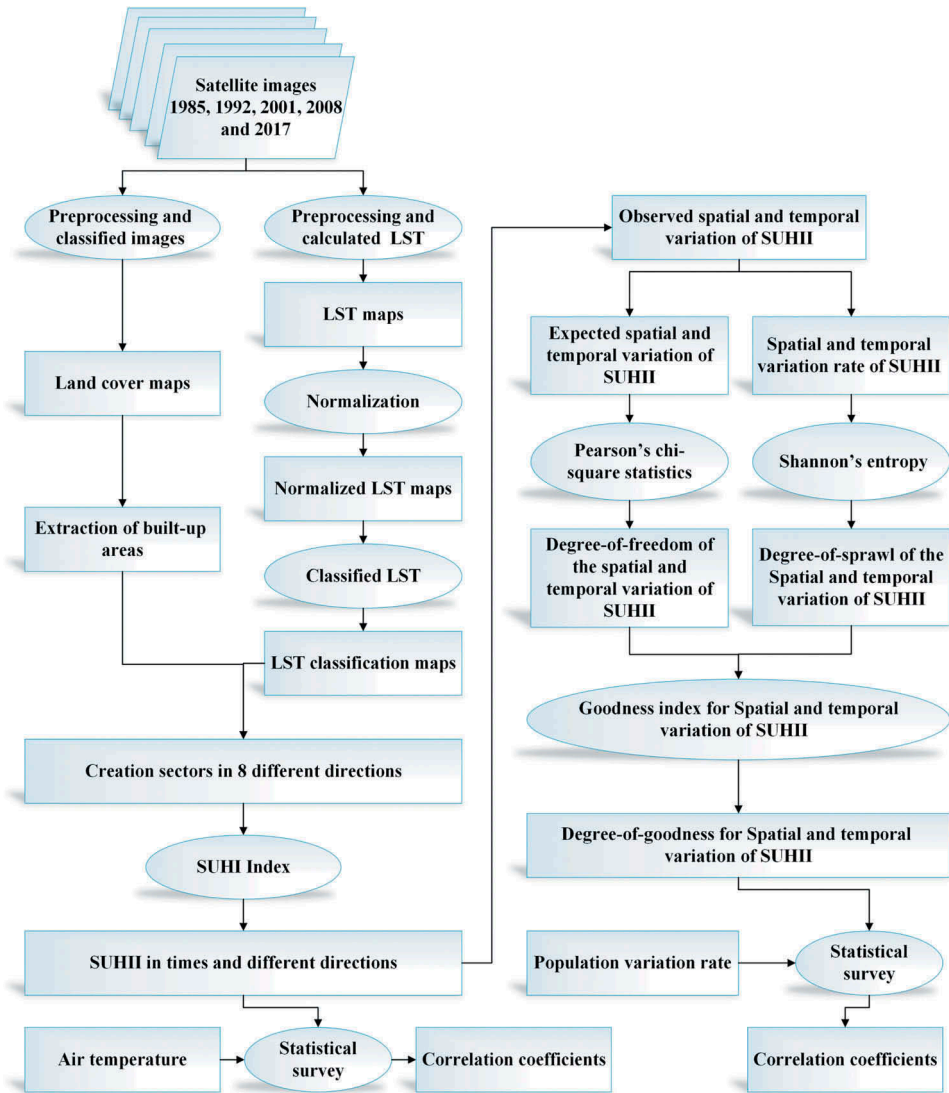 Satellite images
1985, 1992, 2001, 2008
and 2017
Preprocessing and
classified images
Preprocessing and
calculated LST
LST maps
Land cover maps
Normalization
Normalized LST maps
Extraction of built-up
areas
Classified LST
LST classification maps
Creation sectors in 8 different directions
SUHI Index
SUHII in times and different directions
Air temperature
Statistical
survey
Correlation coefficients
Observed spatial and temporal
variation of SUHII
Expected spatial and
temporal variation of
SUHII
Spatial and temporal
variation rate of SUHII
Pearson's chi-
square statistics
Shannon's entropy
Degree-of-freedom of
the spatial and
temporal variation of
SUHII
Degree-of-sprawl of the
Spatial and temporal
variation of SUHII
Goodness index for Spatial and temporal
variation of SUHII
Degree-of-goodness for Spatial and temporal
variation of SUHII
Population variation rate
Statistical
survey
Correlation coefficients